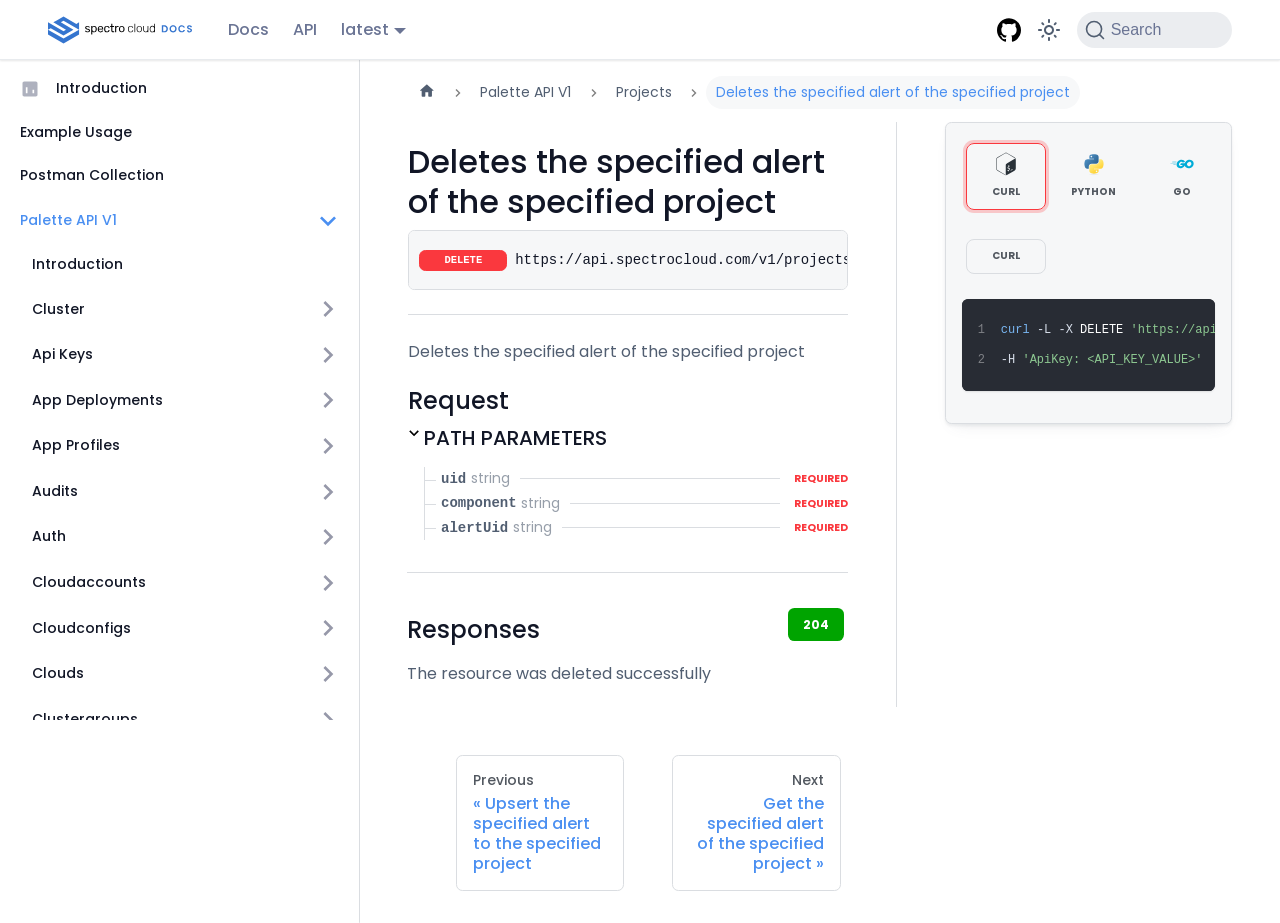 spectro cloud DOCS
Docs
API
latest
Search
Introduction
Example Usage
Postman Collection
Palette API V1
Introduction
Cluster
Api Keys
App Deployments
App Profiles
Audits
Auth
Cloudaccounts
Cloudconfigs
Clouds
Clustergroups
Palette API V1
Projects
Deletes the specified alert of the specified project
Deletes the specified alert
of the specified project
DELETE https://api.spectrocloud.com/v1/projects
Deletes the specified alert of the specified project
Request
PATH PARAMETERS
uid string REQUIRED
component string REQUIRED
alertUid string REQUIRED
Responses
204
The resource was deleted successfully
CURL
PYTHON
GO
GO
CURL
1 curl -L -X DELETE 'https://api
2 -H 'ApiKey: <API_KEY_VALUE>'
Previous
« Upsert the
specified alert
to the specified
project
Next
Get the
specified alert
of the specified
project »